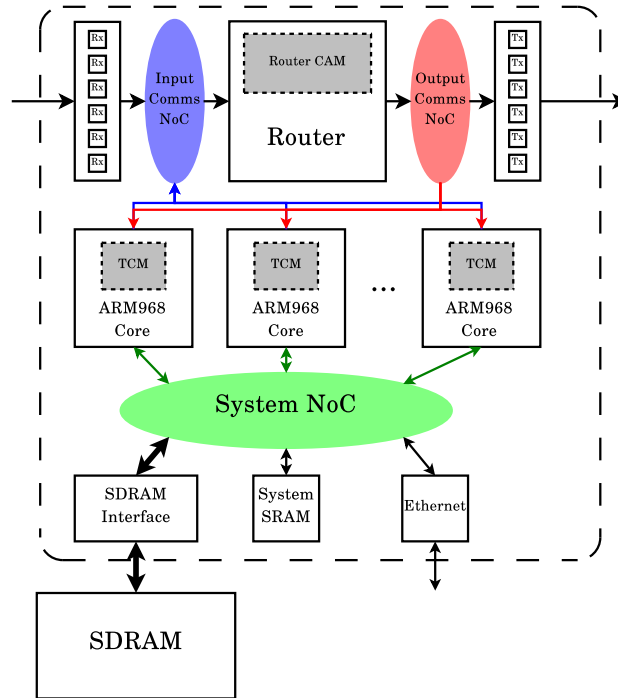 Rx
Rx
Rx
Rx
Rx
Rx
Input
Comms
NoC
Router CAM
Router
Output
Comms
NoC
Tx
Tx
Tx
Tx
Tx
Tx
TCM
ARM968
Core
TCM
ARM968
Core
...
TCM
ARM968
Core
System NoC
SDRAM
Interface
System
SRAM
Ethernet
SDRAM